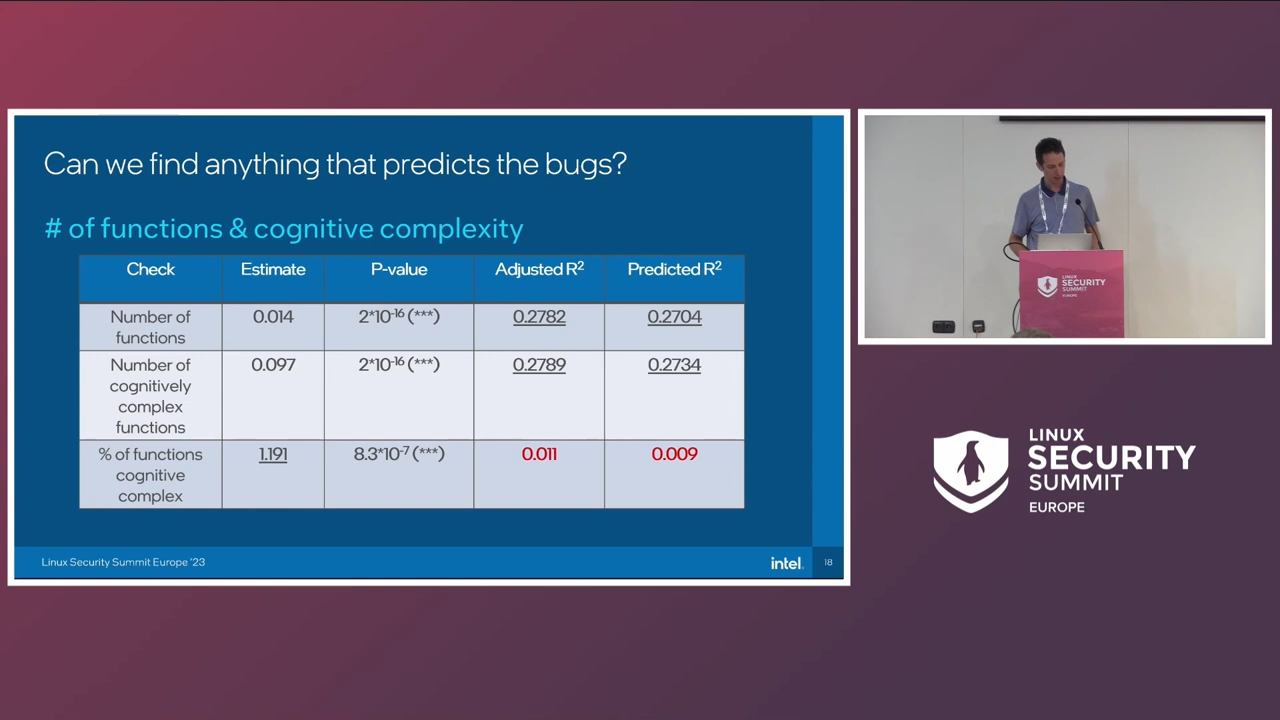 Can we find anything that predicts the bugs?
# of functions & cognitive complexity
Check Estimate P-value Adjusted R² Predicted R²
Number of functions 0.014 2*10⁻¹⁶ (***) 0.2782 0.2704
Number of cognitively complex functions 0.097 2*10⁻¹⁶ (***) 0.2789 0.2734
% of functions cognitive complex 1.191 8.3*10⁻⁷ (***) 0.011 0.009
Linux Security Summit Europe '23
intel.
18
LINUX
SECURITY
SUMMIT
EUROPE
LINUX
SECURITY
SUMMIT
EUROPE